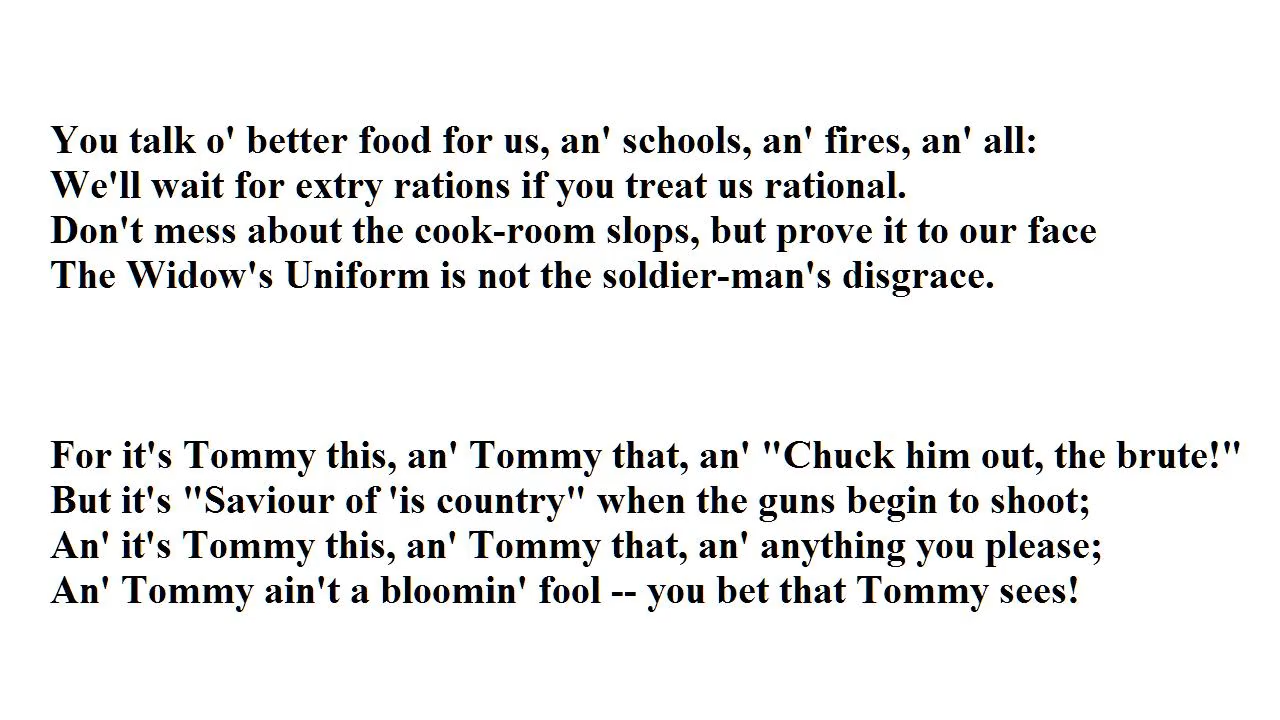 You talk o' better food for us, an' schools, an' fires, an' all:
We'll wait for extry rations if you treat us rational.
Don't mess about the cook-room slops, but prove it to our face
The Widow's Uniform is not the soldier-man's disgrace.
For it's Tommy this, an' Tommy that, an' "Chuck him out, the brute!"
But it's "Saviour of 'is country" when the guns begin to shoot;
An' it's Tommy this, an' Tommy that, an' anything you please;
An' Tommy ain't a bloomin' fool -- you bet that Tommy sees!